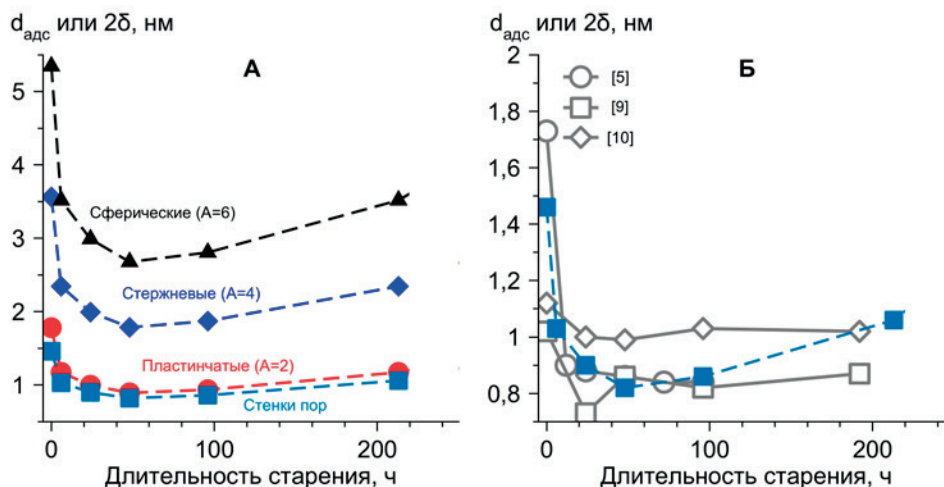 d адс или 2δ, нм
А
5
4
3
2
1
Сферические (А=6)
Стержневые (А=4)
Пластинчатые (А=2)
Стенки пор
0 100 200
Длительность старения, ч
d адс или 2δ, нм
Б
[5]
[9]
[10]
2
1,8
1,6
1,4
1,2
1
0,8
0 100 200
Длительность старения, ч